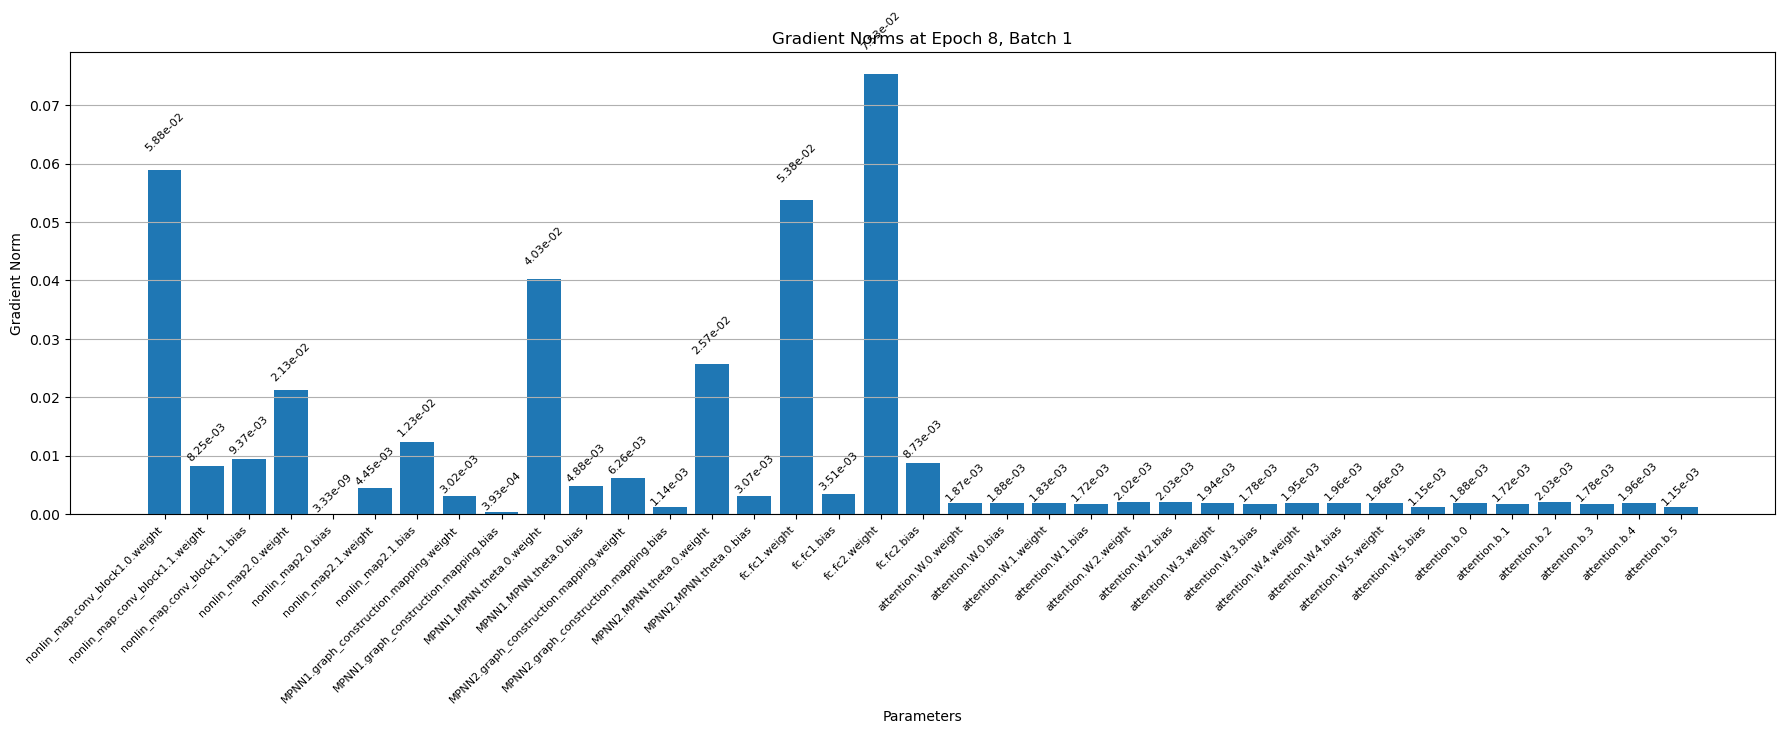 Gradient Norms at Epoch 8, Batch 1
Gradient Norm
0.07
0.06
0.05
0.04
0.03
0.02
0.01
0.00
5.88e-02
8.25e-03
9.37e-03
2.13e-02
3.33e-09
4.45e-03
1.23e-02
3.02e-03
3.93e-04
4.03e-02
4.88e-03
6.26e-03
1.14e-03
2.57e-02
3.07e-03
5.38e-02
3.51e-03
7.53e-02
8.73e-03
1.87e-03
1.88e-03
1.83e-03
1.72e-03
2.02e-03
2.03e-03
1.94e-03
1.78e-03
1.95e-03
1.96e-03
1.96e-03
1.15e-03
1.88e-03
1.72e-03
2.03e-03
1.78e-03
1.96e-03
1.15e-03
nonlin_map.conv_block1.0.weight
nonlin_map.conv_block1.1.weight
nonlin_map.conv_block1.1.bias
nonlin_map2.0.weight
nonlin_map2.0.bias
nonlin_map2.1.weight
nonlin_map2.1.bias
MPNN1.graph_construction.mapping.weight
MPNN1.graph_construction.mapping.bias
MPNN1.MPNN.theta.0.weight
MPNN1.MPNN.theta.0.bias
MPNN2.graph_construction.mapping.weight
MPNN2.graph_construction.mapping.bias
MPNN2.MPNN.theta.0.weight
MPNN2.MPNN.theta.0.bias
fc.fc1.weight
fc.fc1.bias
fc.fc2.weight
fc.fc2.bias
attention.W.0.weight
attention.W.0.bias
attention.W.1.weight
attention.W.1.bias
attention.W.2.weight
attention.W.2.bias
attention.W.3.weight
attention.W.3.bias
attention.W.4.weight
attention.W.4.bias
attention.W.5.weight
attention.W.5.bias
attention.b.0
attention.b.1
attention.b.2
attention.b.3
attention.b.4
attention.b.5
Parameters